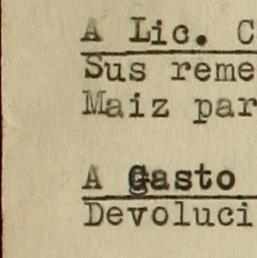 A Lic. C
Sus reme
Maiz par
A Gasto
Devoluci